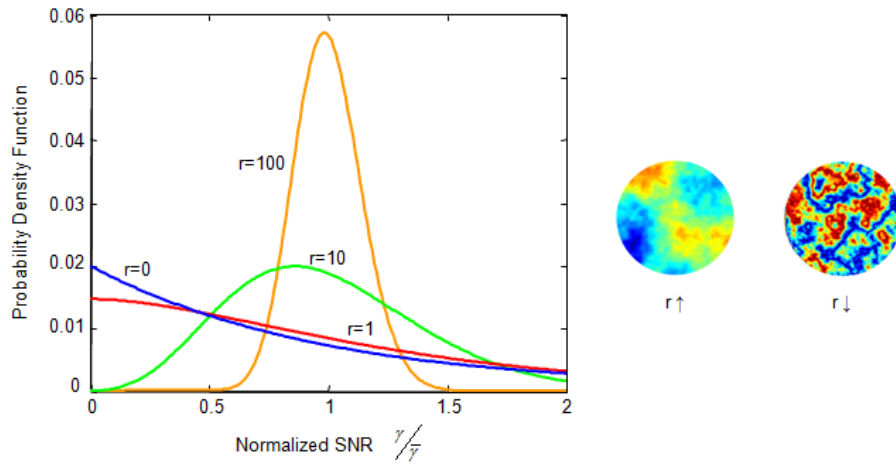 Probability Density Function
0.06
0.05
0.04
0.03
0.02
0.01
0
r=100
r=10
r=0
r=1
0 0.5 1 1.5 2
Normalized SNR γ/γ̅
r ↑ r ↓